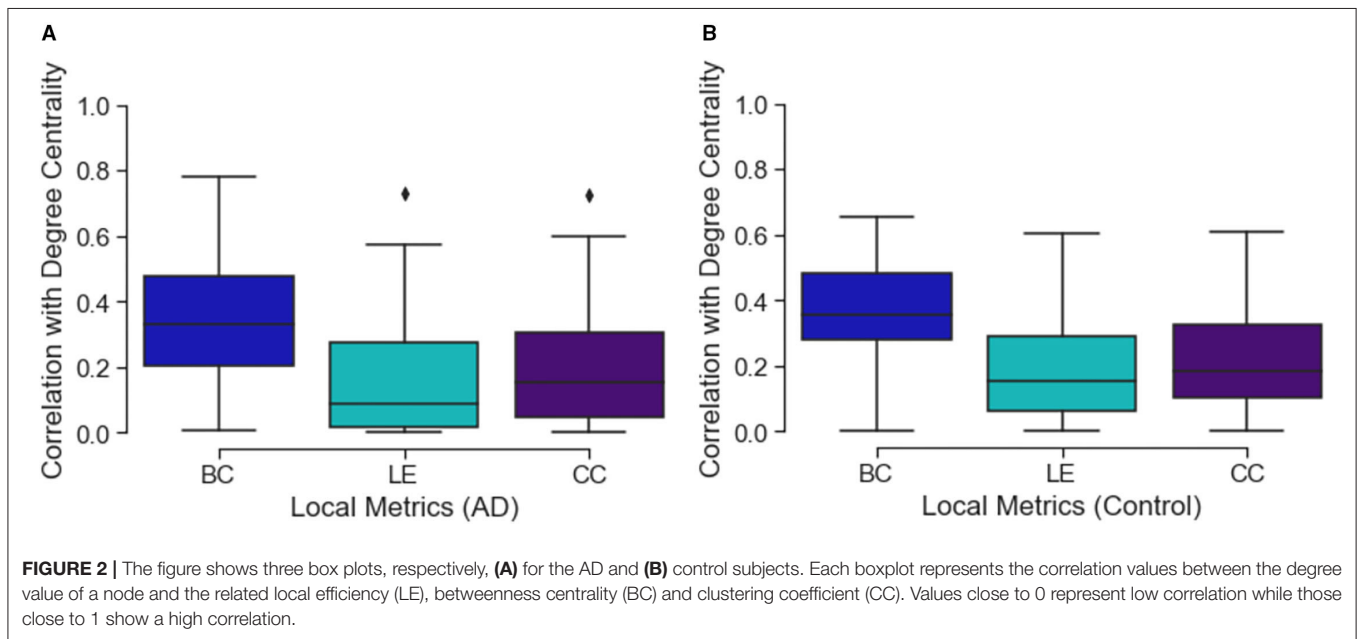 A
Correlation with Degree Centrality
1.0
0.8
0.6
0.4
0.2
0.0
BC LE CC
Local Metrics (AD)
B
Correlation with Degree Centrality
1.0
0.8
0.6
0.4
0.2
0.0
BC LE CC
Local Metrics (Control)
FIGURE 2 | The figure shows three box plots, respectively, (A) for the AD and (B) control subjects. Each boxplot represents the correlation values between the degree
value of a node and the related local efficiency (LE), betweenness centrality (BC) and clustering coefficient (CC). Values close to 0 represent low correlation while those
close to 1 show a high correlation.